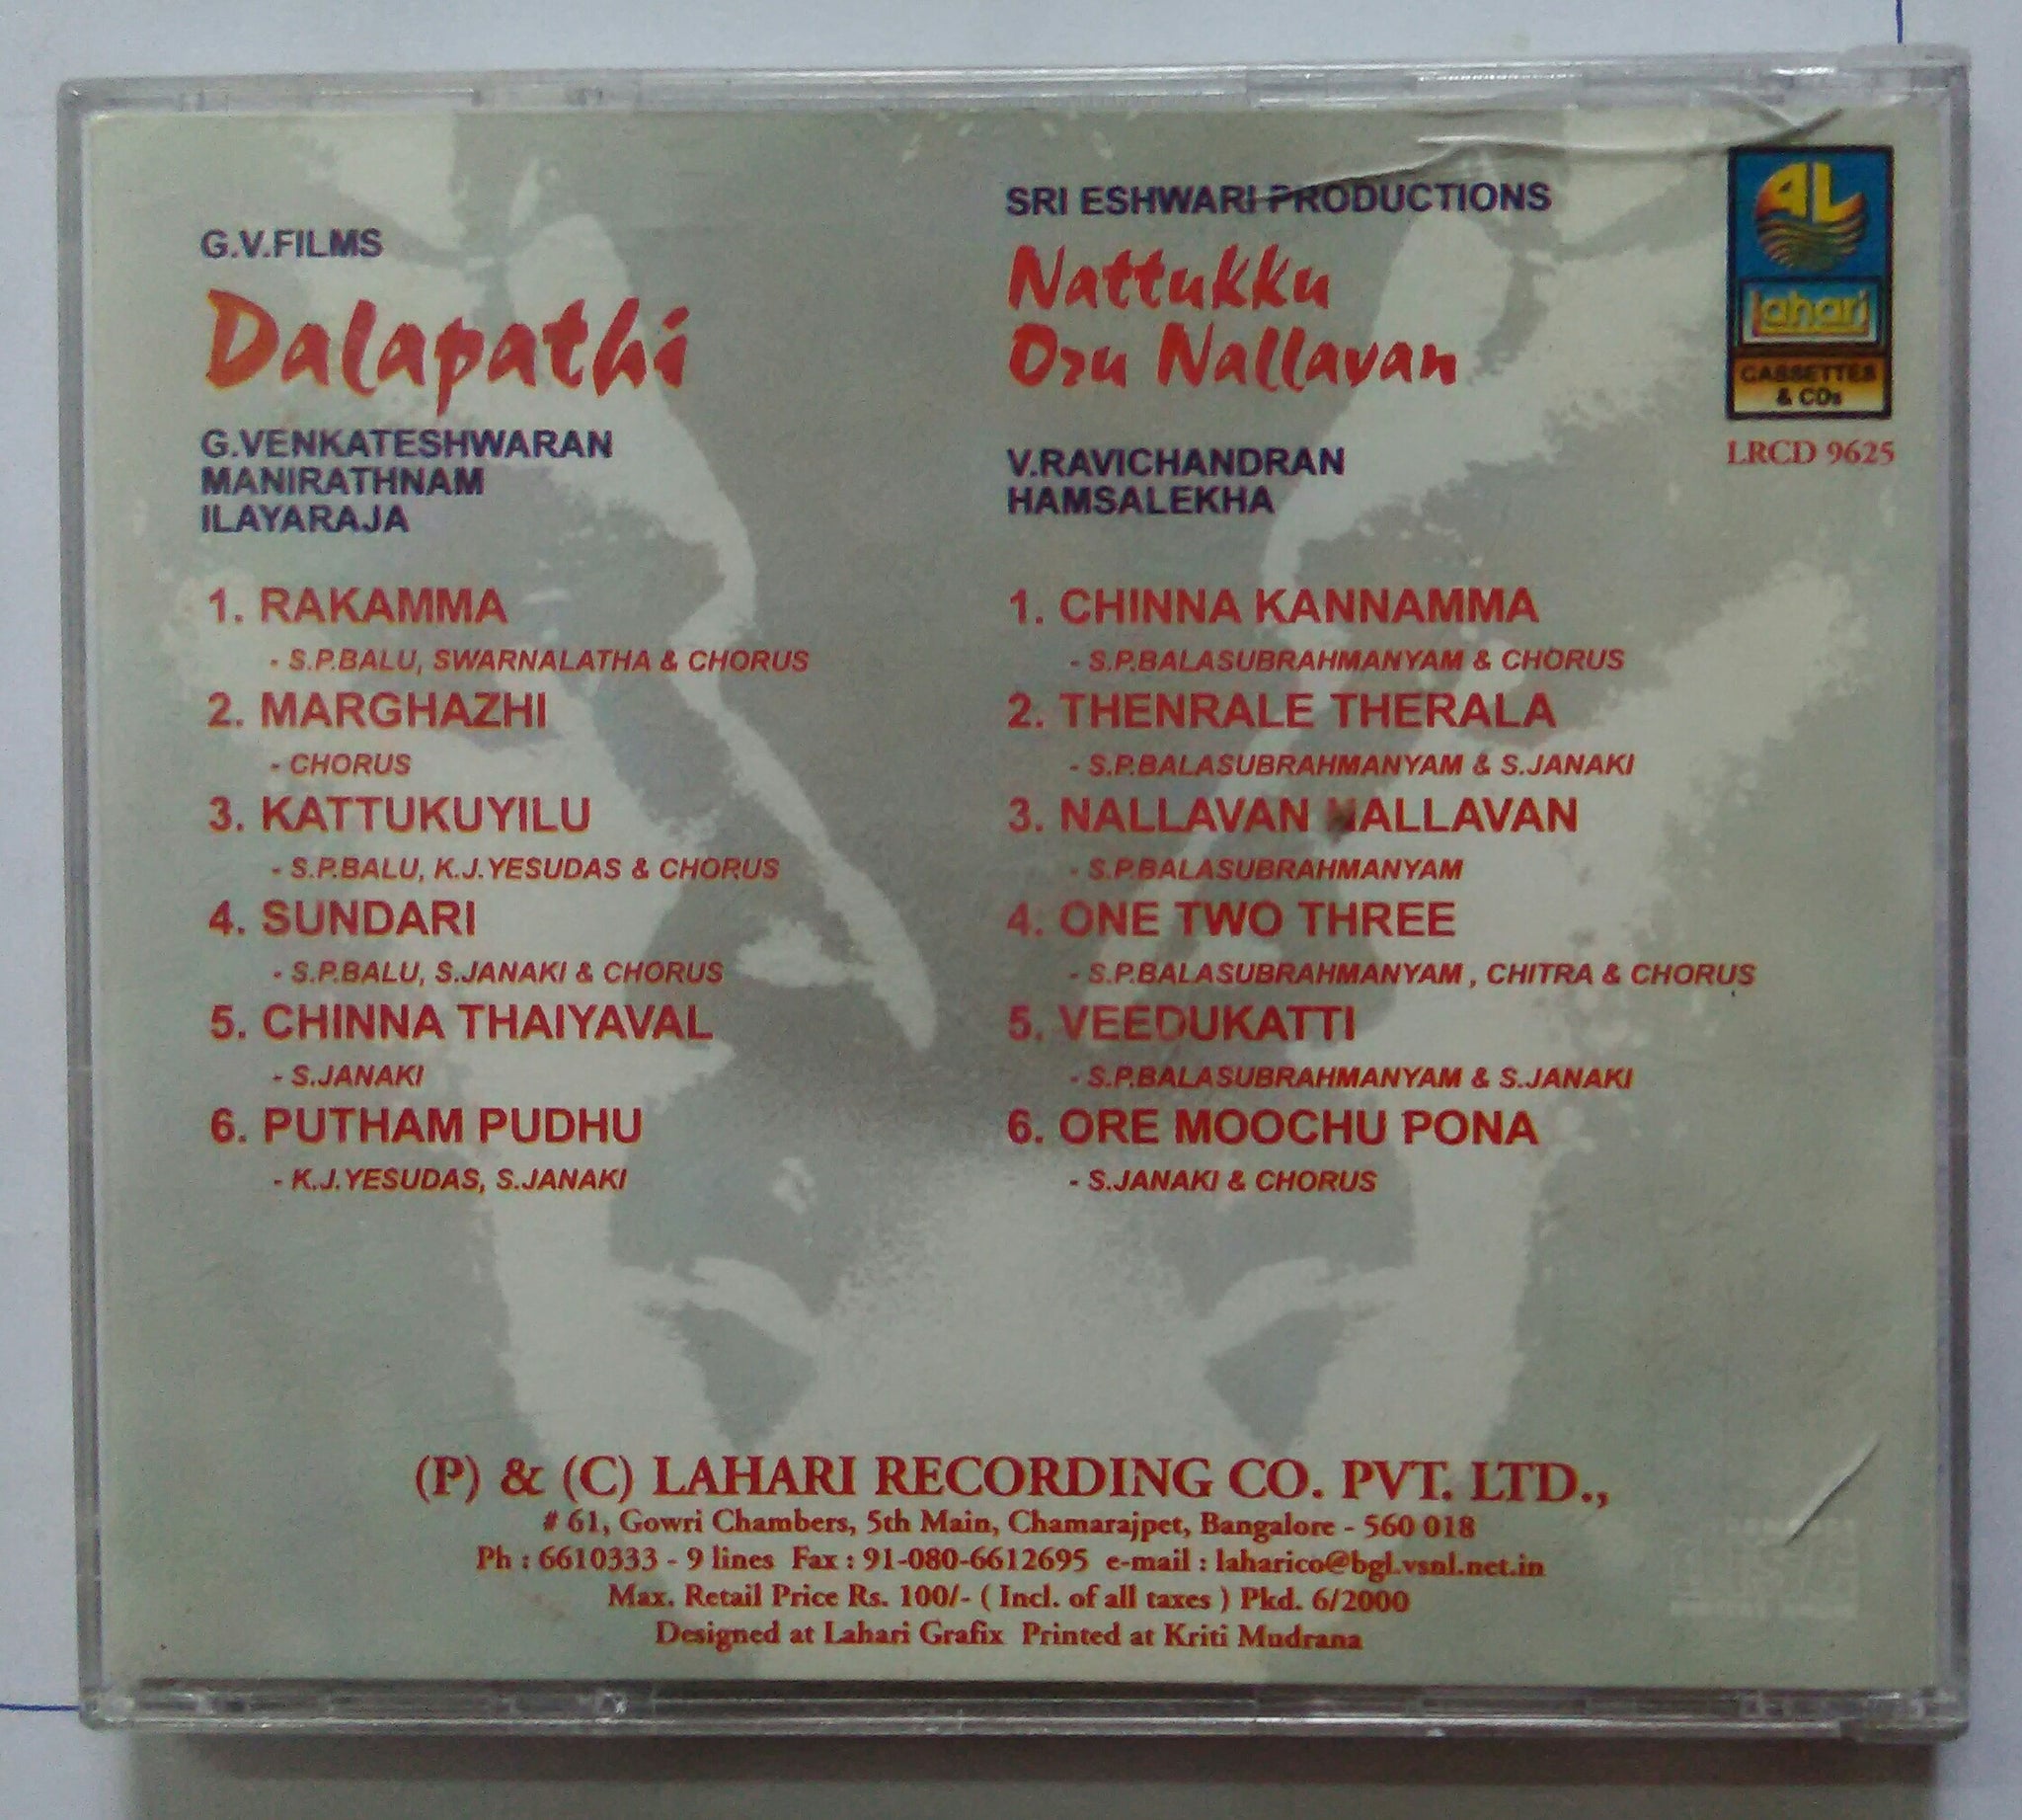 G.V.FILMS
Dalapathi
G.VENKATESHWARAN
MANIRATHNAM
ILAYARAJA
1. RAKAMMA
- S.P.BALU, SWARNALATHA & CHORUS
2. MARGHAZHI
- CHORUS
3. KATTUKUYILU
- S.P.BALU, K.J.YESUDAS & CHORUS
4. SUNDARI
- S.P.BALU, S.JANAKI & CHORUS
5. CHINNA THAIYAVAL
- S.JANAKI
6. PUTHAM PUDHU
- K.J.YESUDAS, S.JANAKI
SRI ESHWARI PRODUCTIONS
Nattukku
Oru Nallavan
V.RAVICHANDRAN
HAMSALEKHA
1. CHINNA KANNAMMA
- S.P.BALASUBRAHMANYAM & CHORUS
2. THENRALE THERALA
- S.P.BALASUBRAHMANYAM & S.JANAKI
3. NALLAVAN NALLAVAN
- S.P.BALASUBRAHMANYAM
4. ONE TWO THREE
- S.P.BALASUBRAHMANYAM , CHITRA & CHORUS
5. VEEDUKATTI
- S.P.BALASUBRAHMANYAM & S.JANAKI
6. ORE MOOCHU PONA
- S.JANAKI & CHORUS
lahari
CASSETTES
& CDs
LRCD 9625
(P) & (C) LAHARI RECORDING CO. PVT. LTD.,
# 61, Gowri Chambers, 5th Main, Chamarajpet, Bangalore - 560 018
Ph : 6610333 - 9 lines Fax : 91-080-6612695 e-mail : laharico@bgl.vsnl.net.in
Max. Retail Price Rs. 100/- ( Incl. of all taxes ) Pkd. 6/2000
Designed at Lahari Grafix Printed at Kriti Mudrana